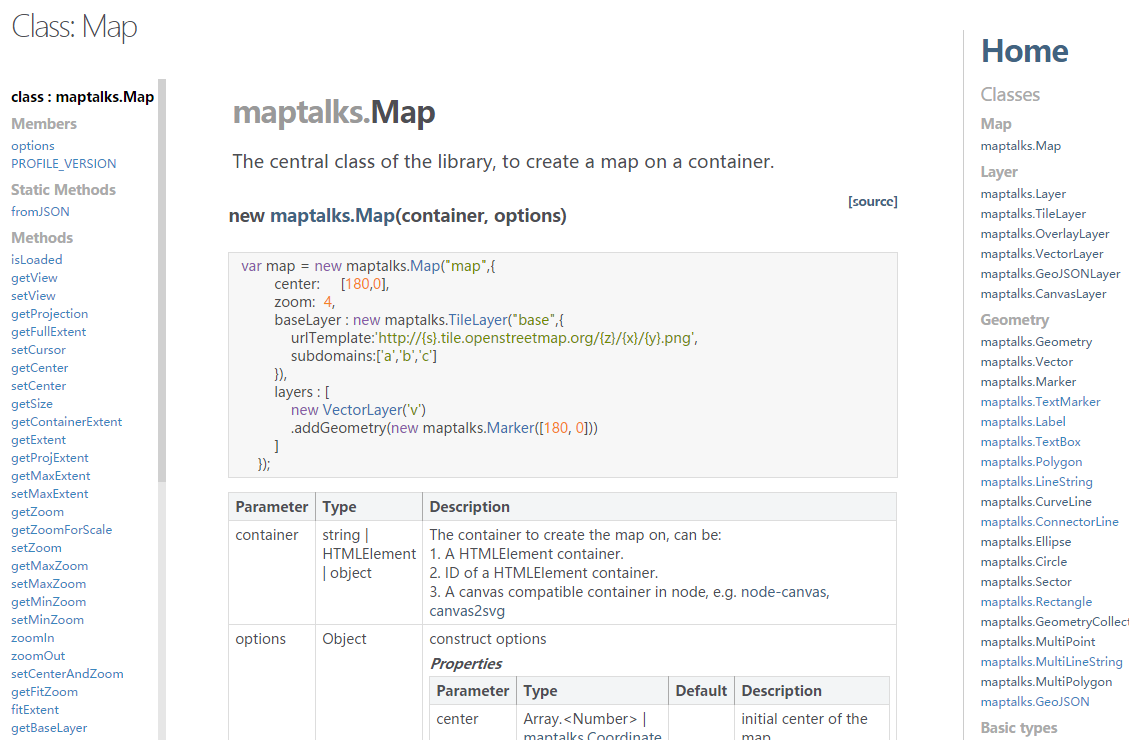 Class: Map
class : maptalks.Map
Members
options
PROFILE_VERSION
Static Methods
fromJSON
Methods
isLoaded
getView
setView
getProjection
getFullExtent
setCursor
getCenter
setCenter
getSize
getContainerExtent
getExtent
getProjExtent
getMaxExtent
setMaxExtent
getZoom
getZoomForScale
setZoom
getMaxZoom
setMaxZoom
getMinZoom
setMinZoom
zoomIn
zoomOut
setCenterAndZoom
getFitZoom
fitExtent
getBaseLayer
maptalks.Map
The central class of the library, to create a map on a container.
[source]
new maptalks.Map(container, options)
var map = new maptalks.Map("map",{
center: [180,0],
zoom: 4,
baseLayer : new maptalks.TileLayer("base",{
urlTemplate:'http://{s}.tile.openstreetmap.org/{z}/{x}/{y}.png',
subdomains:['a','b','c']
}),
layers : [
new VectorLayer('v')
.addGeometry(new maptalks.Marker([180, 0]))
]
});
Parameter Type Description
container string | HTMLElement | object
The container to create the map on, can be:
1. A HTMLElement container.
2. ID of a HTMLElement container.
3. A canvas compatible container in node, e.g. node-canvas,
canvas2svg
options Object construct options
Properties
Parameter Type Default Description
center Array.<Number> | initial center of the
maptalks.Coordinate map
Home
Classes
Map
maptalks.Map
Layer
maptalks.Layer
maptalks.TileLayer
maptalks.OverlayLayer
maptalks.VectorLayer
maptalks.GeoJSONLayer
maptalks.CanvasLayer
Geometry
maptalks.Geometry
maptalks.Vector
maptalks.Marker
maptalks.TextMarker
maptalks.Label
maptalks.TextBox
maptalks.Polygon
maptalks.LineString
maptalks.CurveLine
maptalks.ConnectorLine
maptalks.Ellipse
maptalks.Circle
maptalks.Sector
maptalks.Rectangle
maptalks.GeometryCollect
maptalks.MultiPoint
maptalks.MultiLineString
maptalks.MultiPolygon
maptalks.GeoJSON
Basic types